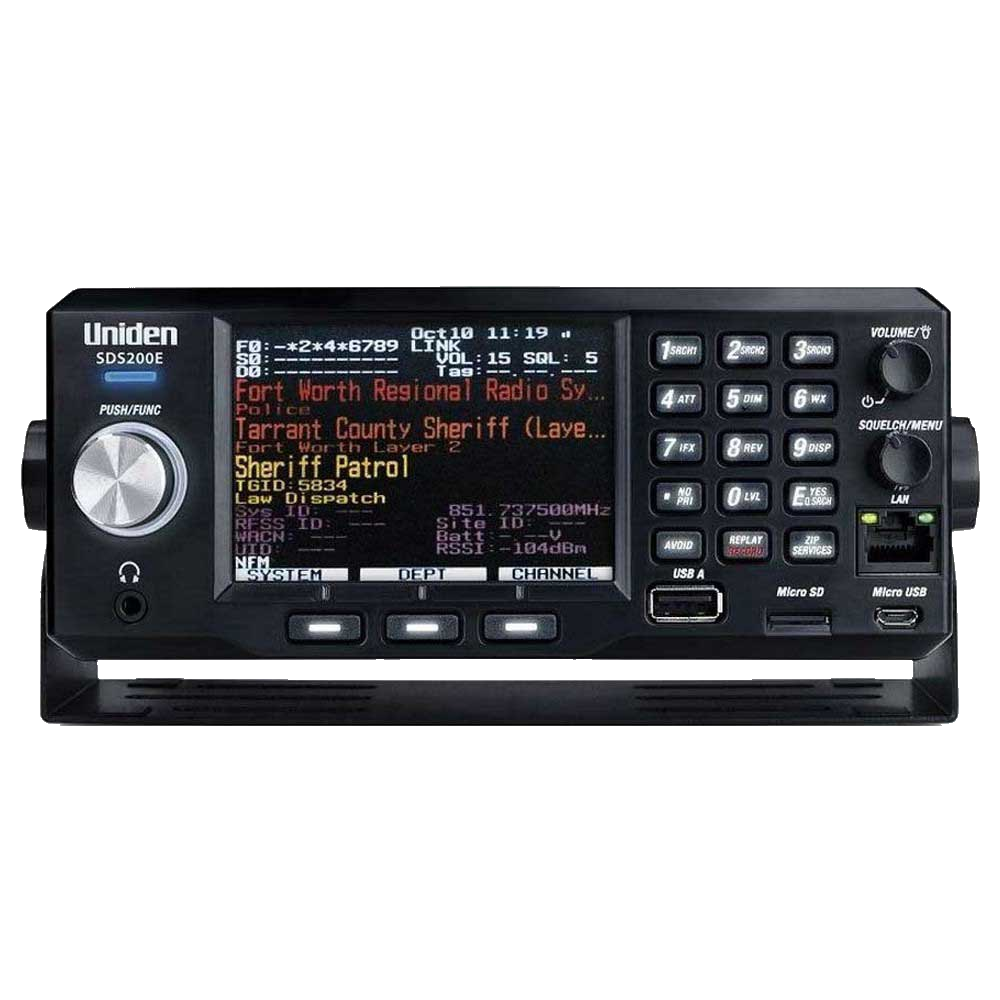 Uniden
SDS200E
PUSH/FUNC
Oct10 11:19
F0:-*2*4*6789 LINK
S0:---------- VOL:15 SQL: 5
D0:---------- Tag:--.--.--
Fort Worth Regional Radio Sy...
Police
Tarrant County Sheriff (Laye...
Fort Worth Layer 2
Sheriff Patrol
TGID:5834
Law Dispatch
Sys ID: --- 851.737500MHz
RFSS ID: --- Site ID: ---
WACN: --- Batt:-.--V
UID: --- RSSI:-104dBm
NFM
SYSTEM DEPT CHANNEL
1 SRCH1 2 SRCH2 3 SRCH3
4 ATT 5 DIM 6 WX
7 IFX 8 REV 9 DISP
. NO PRI 0 LVL E YES Q.SRCH
AVOID REPLAY RECORD ZIP SERVICES
VOLUME/
SQUELCH/MENU
LAN
USB A
Micro SD
Micro USB